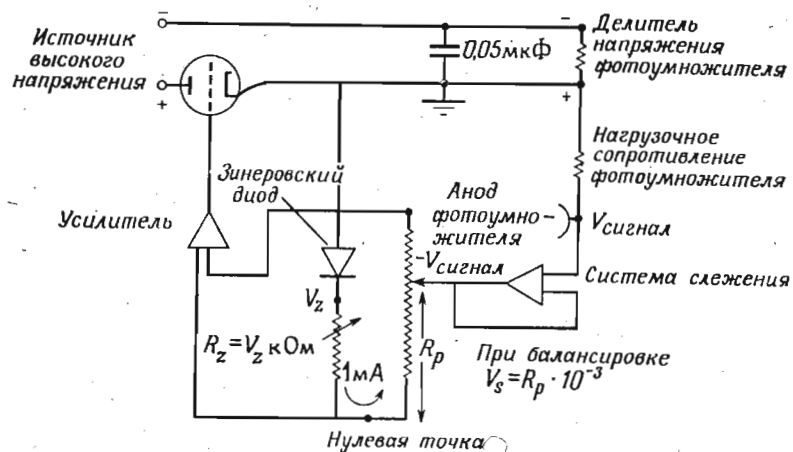 Источник
высокого
напряжения
−
+
0,05мкФ
−
+
Делитель
напряжения
фотоумножителя
Нагрузочное
сопротивление
фотоумножителя
Зинеровский
диод
Усилитель
Анод
фотоумно-
жителя
Vсигнал
-Vсигнал
Система слежения
Vz
Rz=Vz кОм
1мА
Rp
При балансировке
Vs=Rp·10⁻³
Нулевая точка